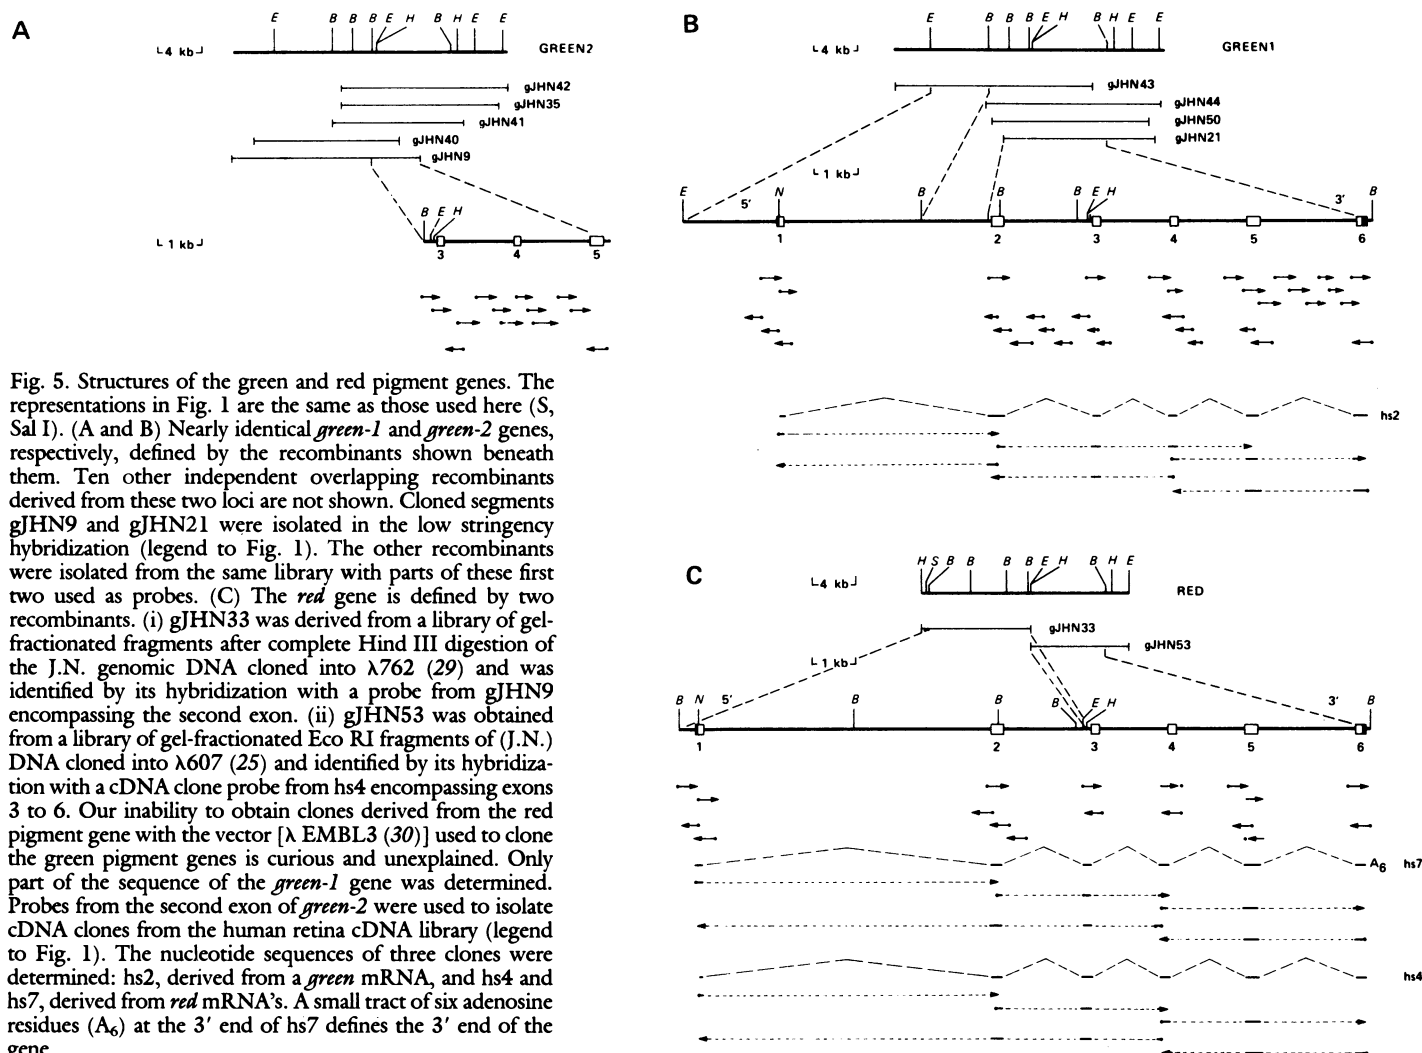 A
E B B B E H B H E E
4 kb
GREEN2
gJHN42
gJHN35
gJHN41
gJHN40
gJHN9
B E H
1 kb
3 4 5
Fig. 5. Structures of the green and red pigment genes. The
representations in Fig. 1 are the same as those used here (S,
Sal I). (A and B) Nearly identical green-1 and green-2 genes,
respectively, defined by the recombinants shown beneath
them. Ten other independent overlapping recombinants
derived from these two loci are not shown. Cloned segments
gJHN9 and gJHN21 were isolated in the low stringency
hybridization (legend to Fig. 1). The other recombinants
were isolated from the same library with parts of these first
two used as probes. (C) The red gene is defined by two
recombinants. (i) gJHN33 was derived from a library of gel-
fractionated fragments after complete Hind III digestion of
the J.N. genomic DNA cloned into λ762 (29) and was
identified by its hybridization with a probe from gJHN9
encompassing the second exon. (ii) gJHN53 was obtained
from a library of gel-fractionated Eco RI fragments of (J.N.)
DNA cloned into λ607 (25) and identified by its hybridiza-
tion with a cDNA clone probe from hs4 encompassing exons
3 to 6. Our inability to obtain clones derived from the red
pigment gene with the vector [λ EMBL3 (30)] used to clone
the green pigment genes is curious and unexplained. Only
part of the sequence of the green-1 gene was determined.
Probes from the second exon of green-2 were used to isolate
cDNA clones from the human retina cDNA library (legend
to Fig. 1). The nucleotide sequences of three clones were
determined: hs2, derived from a green mRNA, and hs4 and
hs7, derived from red mRNA's. A small tract of six adenosine
residues (A₆) at the 3′ end of hs7 defines the 3′ end of the
gene
B
E B B B E H B H E E
4 kb
GREEN1
gJHN43
gJHN44
gJHN50
gJHN21
1 kb
E 5′ N B B B E H 3′ B
1 2 3 4 5 6
hs2
C
H S B B B B E H B H E
4 kb
RED
gJHN33
gJHN53
1 kb
B N 5′ B B B E H 3′ B
1 2 3 4 5 6
A₆ hs7
hs4